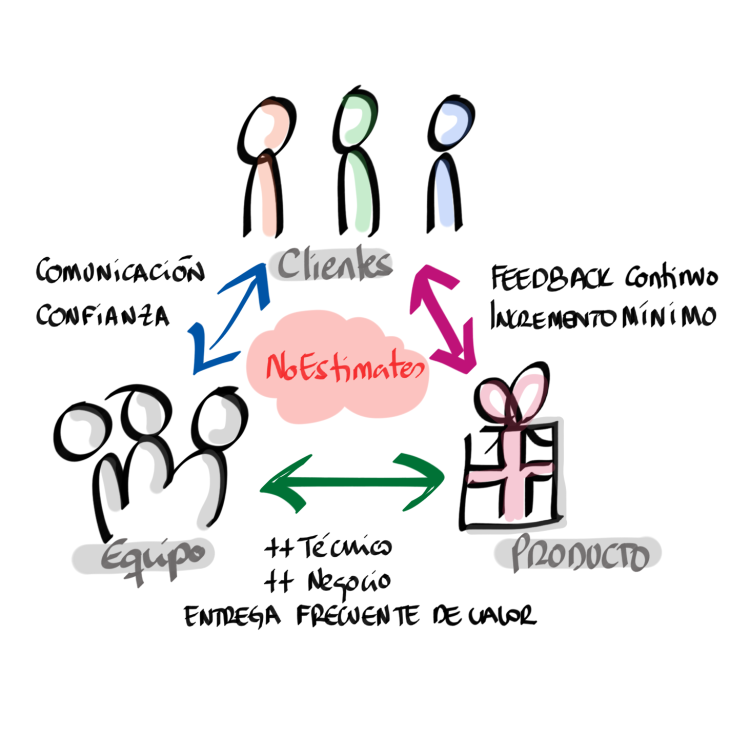 Clientes
COMUNICACIÓN
CONFIANZA
FEEDBACK Continuo
INCREMENTO MÍNIMO
NoEstimates
Equipo
PRODUCTO
++ Técnico
++ Negocio
ENTREGA FRECUENTE DE VALOR